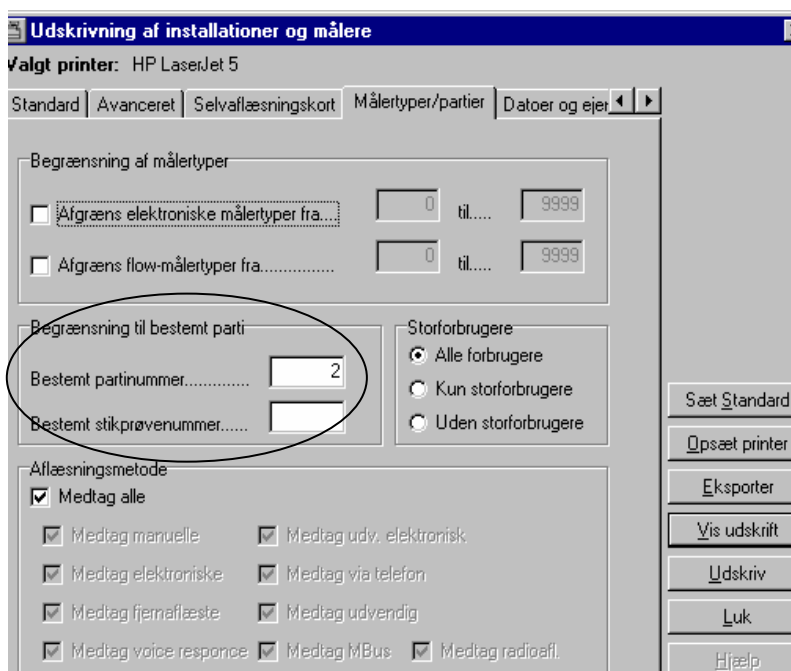 Udskrivning af installationer og målere
Valgt printer: HP LaserJet 5
Standard Avanceret Selvaflæsningskort Målertyper/partier Datoer og ejer
Begrænsning af målertyper
Afgræns elektroniske målertyper fra.... 0 til..... 9999
Afgræns flow-målertyper fra................ 0 til..... 9999
Begrænsning til bestemt parti
Bestemt partinummer.............. 2
Bestemt stikprøvenummer......
Storforbrugere
Alle forbrugere
Kun storforbrugere
Uden storforbrugere
Aflæsningsmetode
Medtag alle
Medtag manuelle Medtag udv. elektronisk
Medtag elektroniske Medtag via telefon
Medtag fjernaflæste Medtag udvendig
Medtag voice responce Medtag MBus Medtag radioafl.
Sæt Standard
Opsæt printer
Eksporter
Vis udskrift
Udskriv
Luk
Hjælp